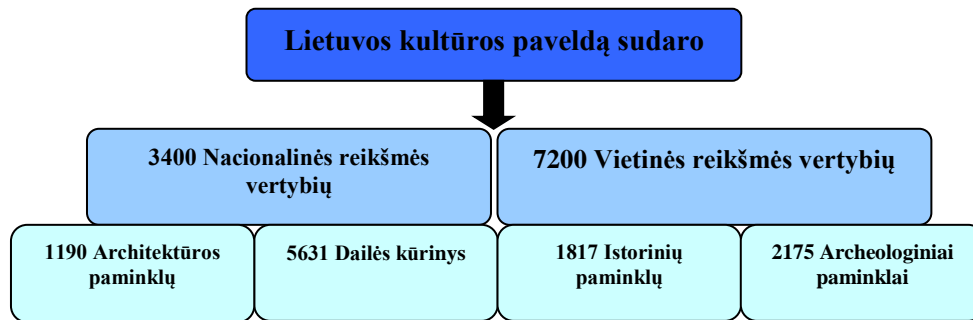 Lietuvos kultūros paveldą sudaro
3400 Nacionalinės reikšmės
vertybių
7200 Vietinės reikšmės vertybių
1190 Architektūros
paminklų
5631 Dailės kūrinys
1817 Istorinių
paminklų
2175 Archeologiniai
paminklai